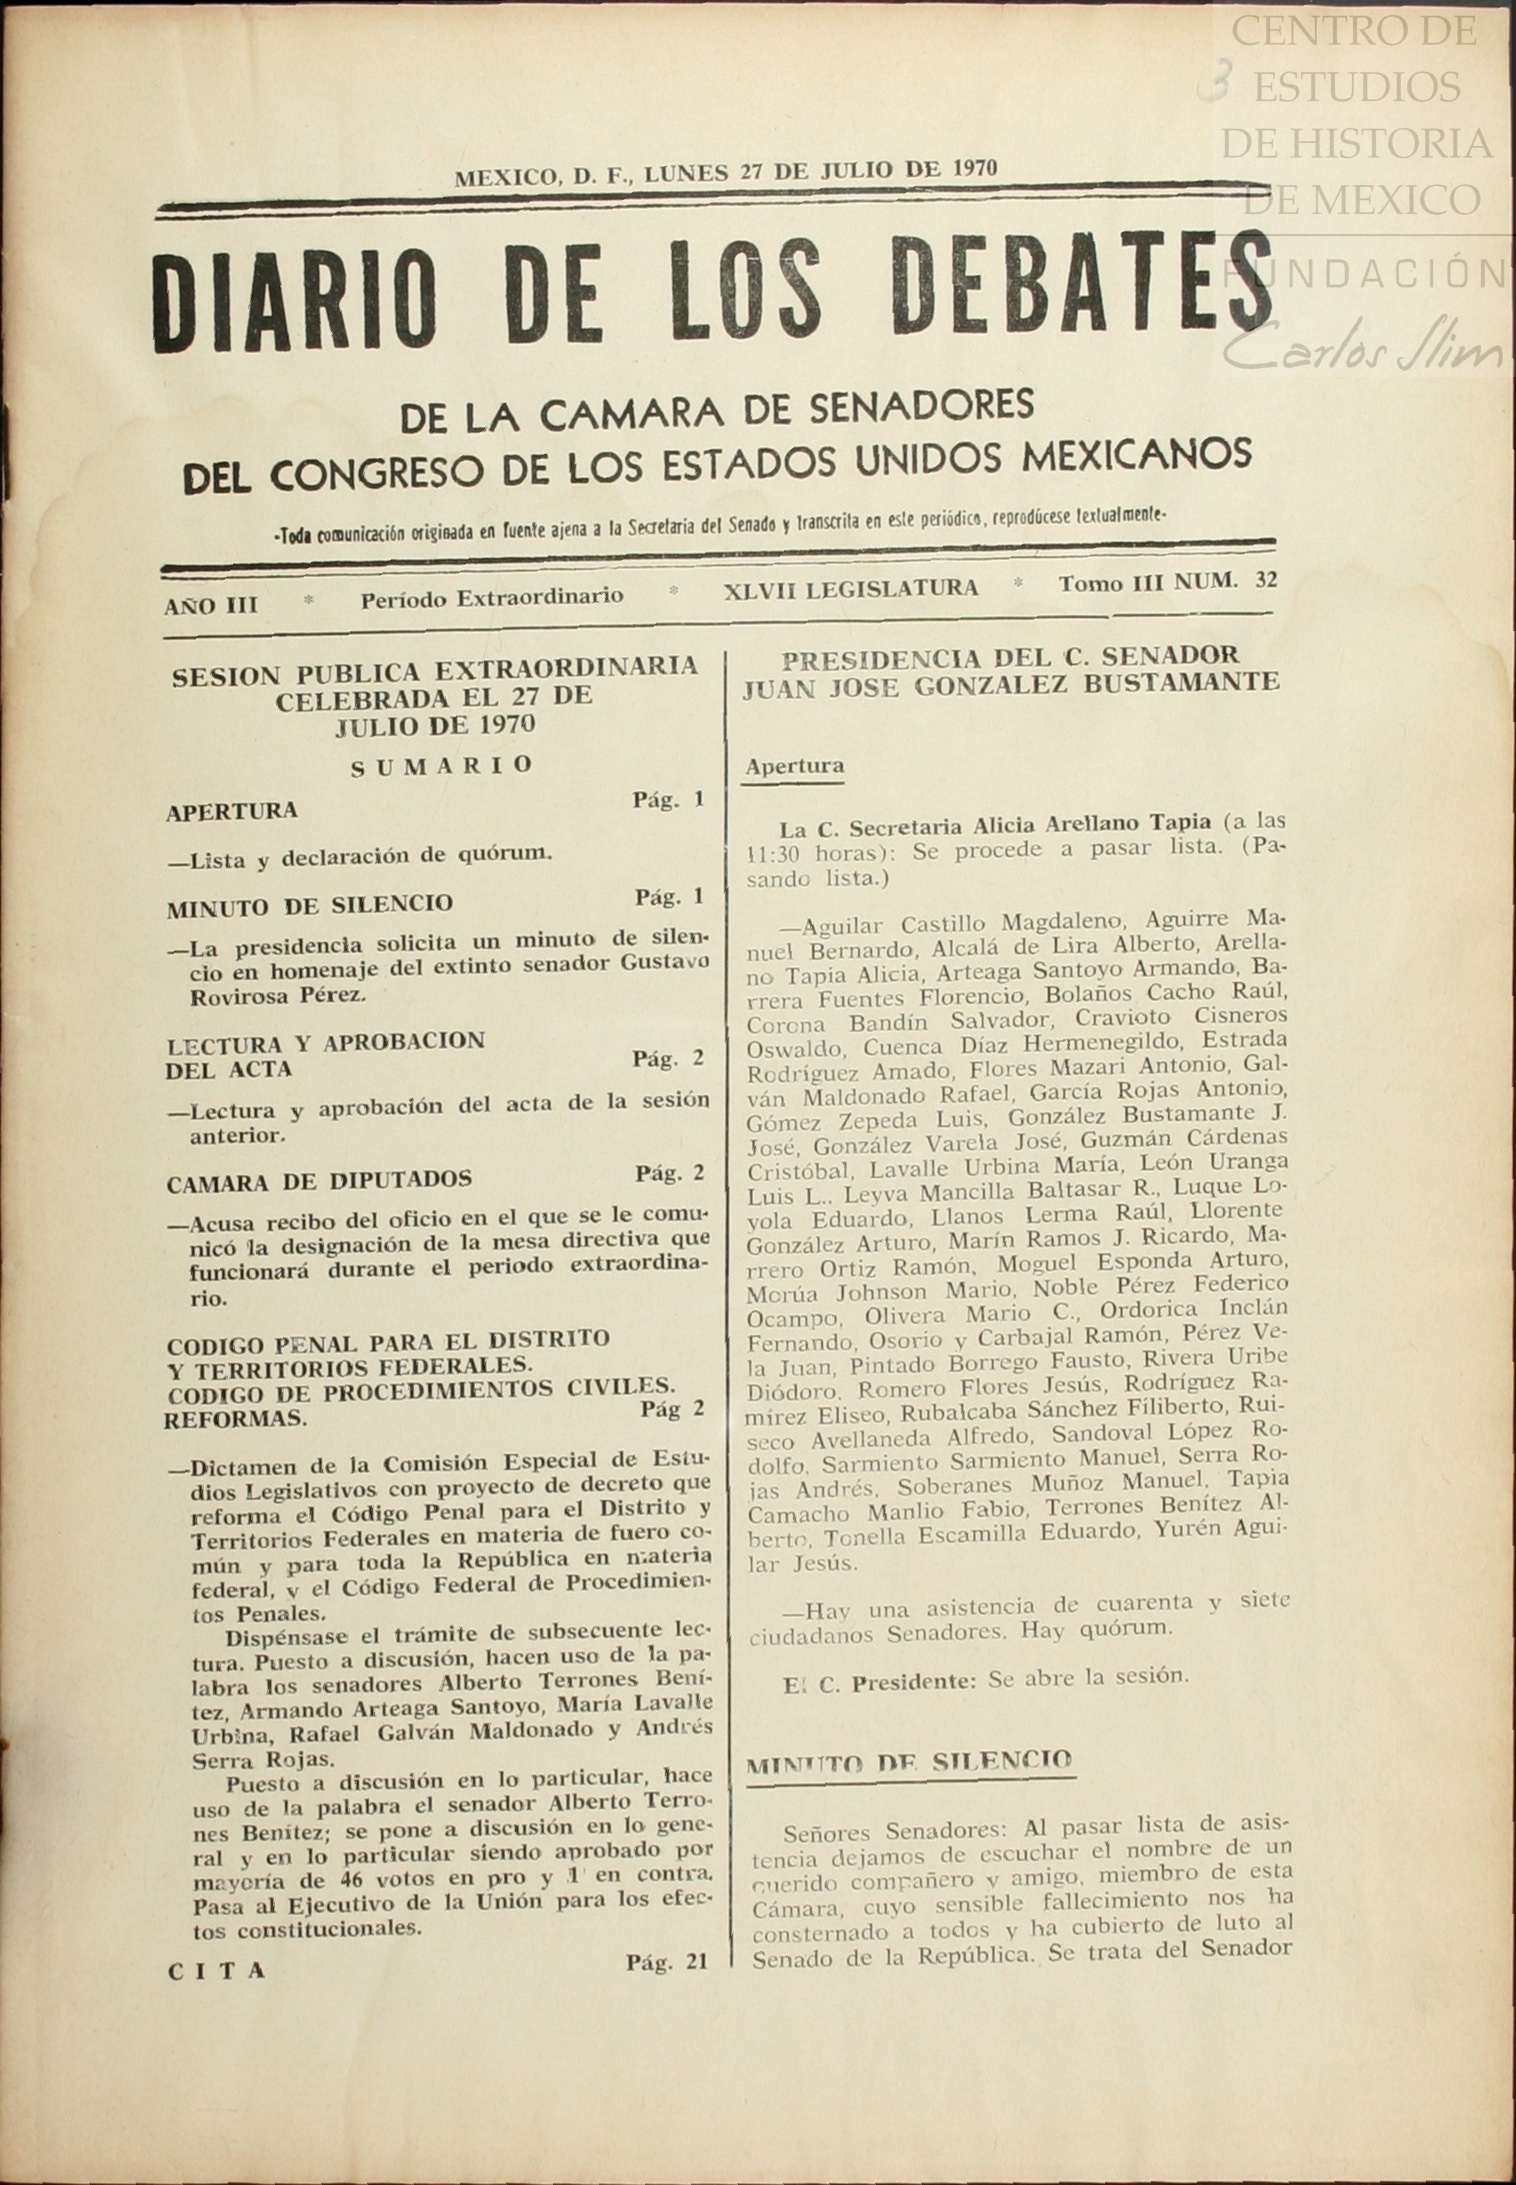 CENTRO DE
3 ESTUDIOS
DE HISTORIA
DE MEXICO
FUNDACIÓN
Carlos Slim
MEXICO, D. F., LUNES 27 DE JULIO DE 1970
DIARIO DE LOS DEBATES
DE LA CAMARA DE SENADORES
DEL CONGRESO DE LOS ESTADOS UNIDOS MEXICANOS
-Toda comunicación originada en fuente ajena a la Secretaría del Senado y transcrita en este periódico, reprodúcese textualmente-
AÑO III * Período Extraordinario * XLVII LEGISLATURA * Tomo III NUM. 32
SESION PUBLICA EXTRAORDINARIA
CELEBRADA EL 27 DE
JULIO DE 1970
SUMARIO
APERTURA Pág. 1
—Lista y declaración de quórum.
MINUTO DE SILENCIO Pág. 1
—La presidencia solicita un minuto de silen-
cio en homenaje del extinto senador Gustavo
Rovirosa Pérez.
LECTURA Y APROBACION
DEL ACTA Pág. 2
—Lectura y aprobación del acta de la sesión
anterior.
CAMARA DE DIPUTADOS Pág. 2
—Acusa recibo del oficio en el que se le comu-
nicó la designación de la mesa directiva que
funcionará durante el periodo extraordina-
rio.
CODIGO PENAL PARA EL DISTRITO
Y TERRITORIOS FEDERALES.
CODIGO DE PROCEDIMIENTOS CIVILES.
REFORMAS. Pág 2
—Dictamen de la Comisión Especial de Estu-
dios Legislativos con proyecto de decreto que
reforma el Código Penal para el Distrito y
Territorios Federales en materia de fuero co-
mún y para toda la República en materia
federal, y el Código Federal de Procedimien-
tos Penales.
Dispénsase el trámite de subsecuente lec-
tura. Puesto a discusión, hacen uso de la pa-
labra los senadores Alberto Terrones Bení-
tez, Armando Arteaga Santoyo, María Lavalle
Urbina, Rafael Galván Maldonado y Andrés
Serra Rojas.
Puesto a discusión en lo particular, hace
uso de la palabra el senador Alberto Terro-
nes Benítez; se pone a discusión en lo gene-
ral y en lo particular siendo aprobado por
mayoría de 46 votos en pro y 1 en contra.
Pasa al Ejecutivo de la Unión para los efec-
tos constitucionales.
CITA Pág. 21
PRESIDENCIA DEL C. SENADOR
JUAN JOSE GONZALEZ BUSTAMANTE
Apertura
La C. Secretaria Alicia Arellano Tapia (a las
11:30 horas): Se procede a pasar lista. (Pa-
sando lista.)
—Aguilar Castillo Magdaleno, Aguirre Ma-
nuel Bernardo, Alcalá de Lira Alberto, Arella-
no Tapia Alicia, Arteaga Santoyo Armando, Ba-
rrera Fuentes Florencio, Bolaños Cacho Raúl,
Corona Bandín Salvador, Cravioto Cisneros
Oswaldo, Cuenca Díaz Hermenegildo, Estrada
Rodríguez Amado, Flores Mazari Antonio, Gal-
ván Maldonado Rafael, García Rojas Antonio,
Gómez Zepeda Luis, González Bustamante J.
José, González Varela José, Guzmán Cárdenas
Cristóbal, Lavalle Urbina María, León Uranga
Luis L., Leyva Mancilla Baltasar R., Luque Lo-
yola Eduardo, Llanos Lerma Raúl, Llorente
González Arturo, Marín Ramos J. Ricardo, Ma-
rrero Ortiz Ramón, Moguel Esponda Arturo,
Morúa Johnson Mario, Noble Pérez Federico
Ocampo, Olivera Mario C., Ordorica Inclán
Fernando, Osorio y Carbajal Ramón, Pérez Ve-
la Juan, Pintado Borrego Fausto, Rivera Uribe
Diódoro, Romero Flores Jesús, Rodríguez Ra-
mírez Eliseo, Rubalcaba Sánchez Filiberto, Rui-
seco Avellaneda Alfredo, Sandoval López Ro-
dolfo, Sarmiento Sarmiento Manuel, Serra Ro-
jas Andrés, Soberanes Muñoz Manuel, Tapia
Camacho Manlio Fabio, Terrones Benítez Al-
berto, Tonella Escamilla Eduardo, Yurén Agui-
lar Jesús.
—Hay una asistencia de cuarenta y siete
ciudadanos Senadores. Hay quórum.
El C. Presidente: Se abre la sesión.
MINUTO DE SILENCIO
Señores Senadores: Al pasar lista de asis-
tencia dejamos de escuchar el nombre de un
querido compañero y amigo, miembro de esta
Cámara, cuyo sensible fallecimiento nos ha
consternado a todos y ha cubierto de luto al
Senado de la República. Se trata del Senador